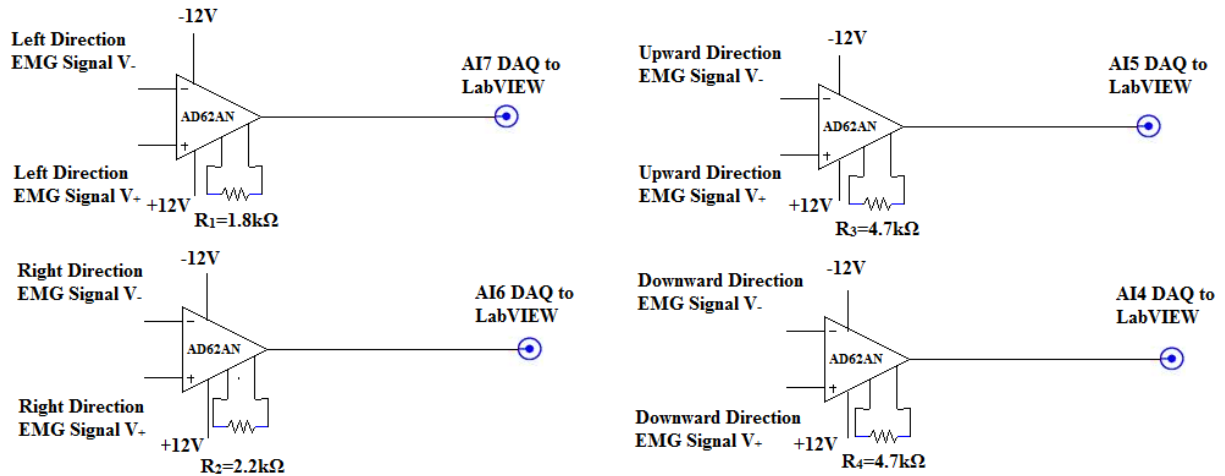 -12V
Left Direction
EMG Signal V-
AI7 DAQ to
LabVIEW
−
AD62AN
+
Left Direction
EMG Signal V+
+12V
R1=1.8kΩ
-12V
Upward Direction
EMG Signal V-
AI5 DAQ to
LabVIEW
−
AD62AN
+
Upward Direction
EMG Signal V+
+12V
R3=4.7kΩ
-12V
Right Direction
EMG Signal V-
AI6 DAQ to
LabVIEW
−
AD62AN
+
Right Direction
EMG Signal V+
+12V
R2=2.2kΩ
-12V
Downward Direction
EMG Signal V-
AI4 DAQ to
LabVIEW
−
AD62AN
+
Downward Direction
EMG Signal V+
+12V
R4=4.7kΩ